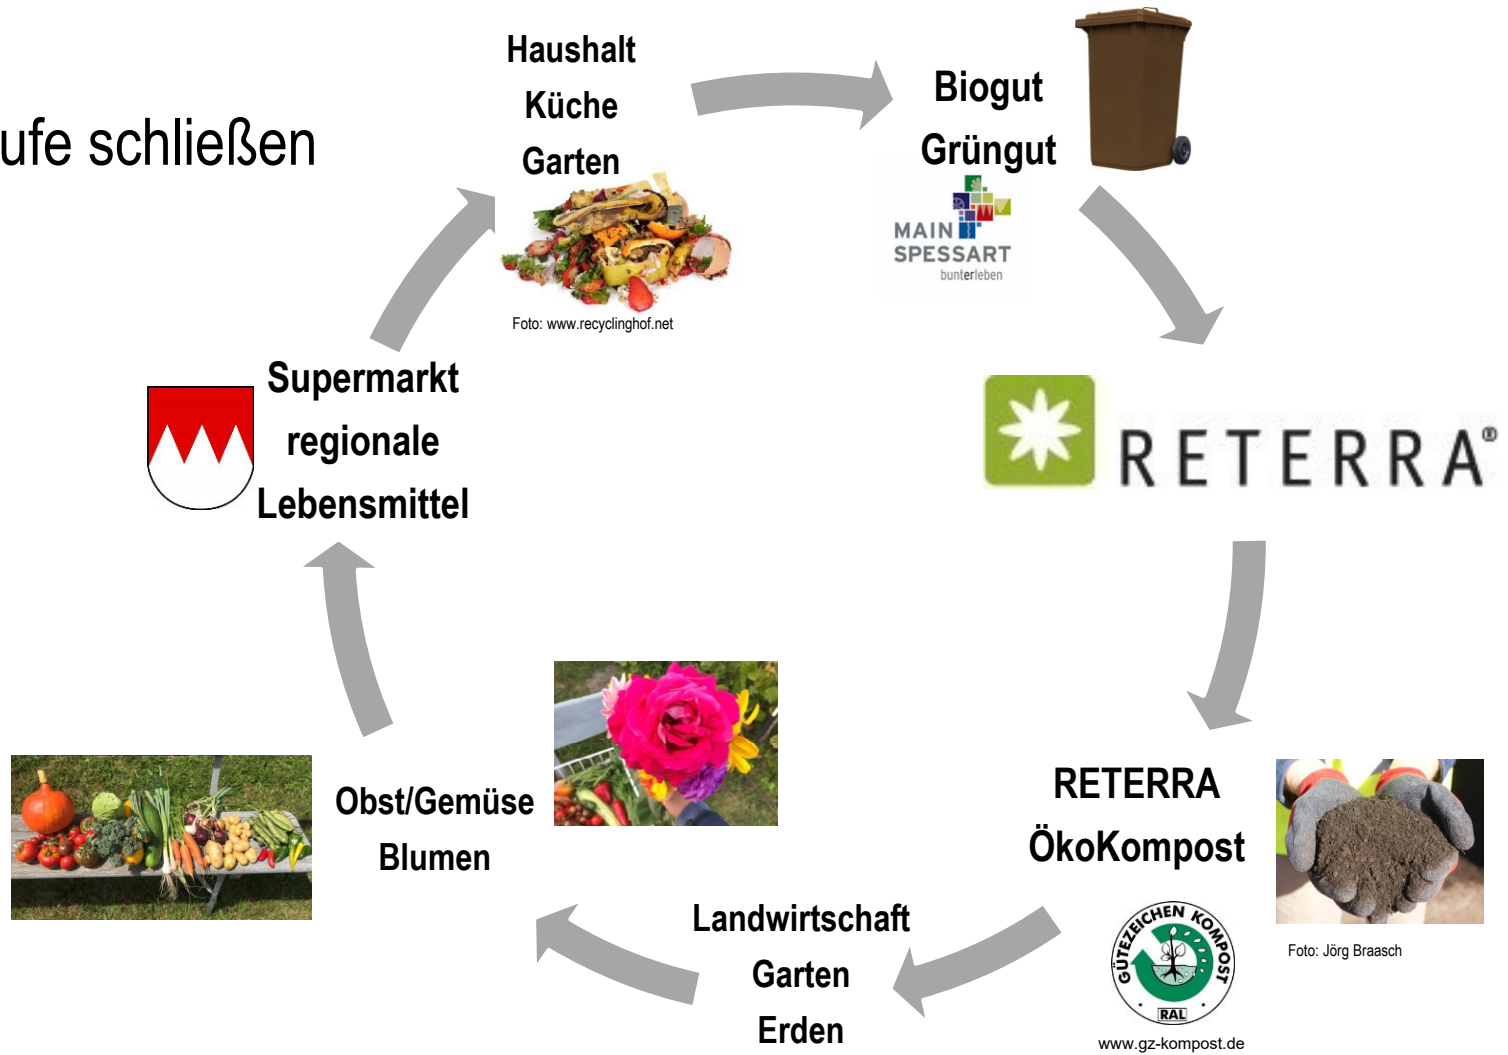 ufe schließen
Haushalt
Küche
Garten
Foto: www.recyclinghof.net
Biogut
Grüngut
MAIN
SPESSART
bunterleben
RETERRA®
RETERRA
ÖkoKompost
Foto: Jörg Braasch
GÜTEZEICHEN KOMPOST
RAL
www.gz-kompost.de
Landwirtschaft
Garten
Erden
Obst/Gemüse
Blumen
Supermarkt
regionale
Lebensmittel